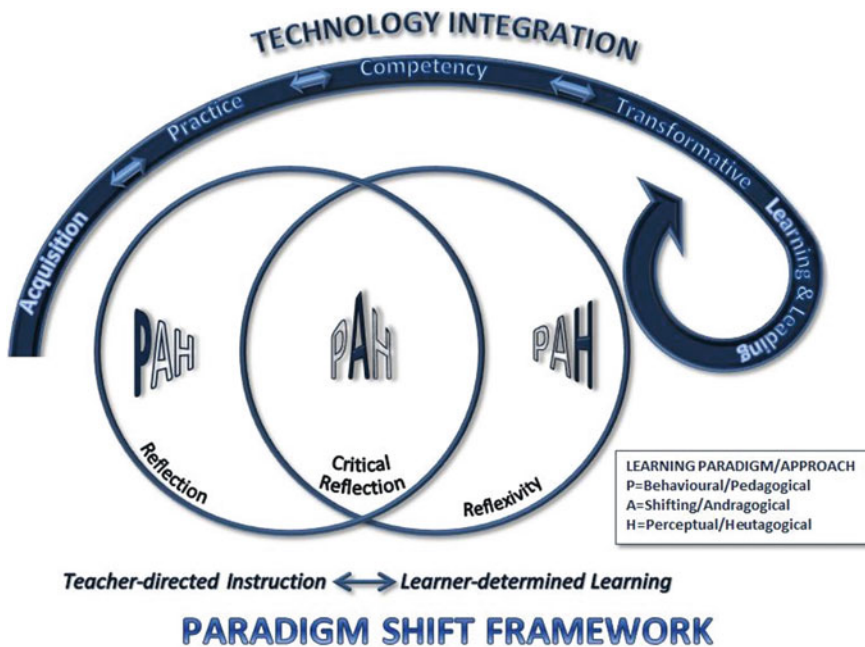 TECHNOLOGY INTEGRATION
Acquisition
Practice
Competency
Transformative
Learning & Leading
PAH
PAH
PAH
Reflection
Critical
Reflection
Reflexivity
LEARNING PARADIGM/APPROACH
P=Behavioural/Pedagogical
A=Shifting/Andragogical
H=Perceptual/Heutagogical
Teacher-directed Instruction
Learner-determined Learning
PARADIGM SHIFT FRAMEWORK